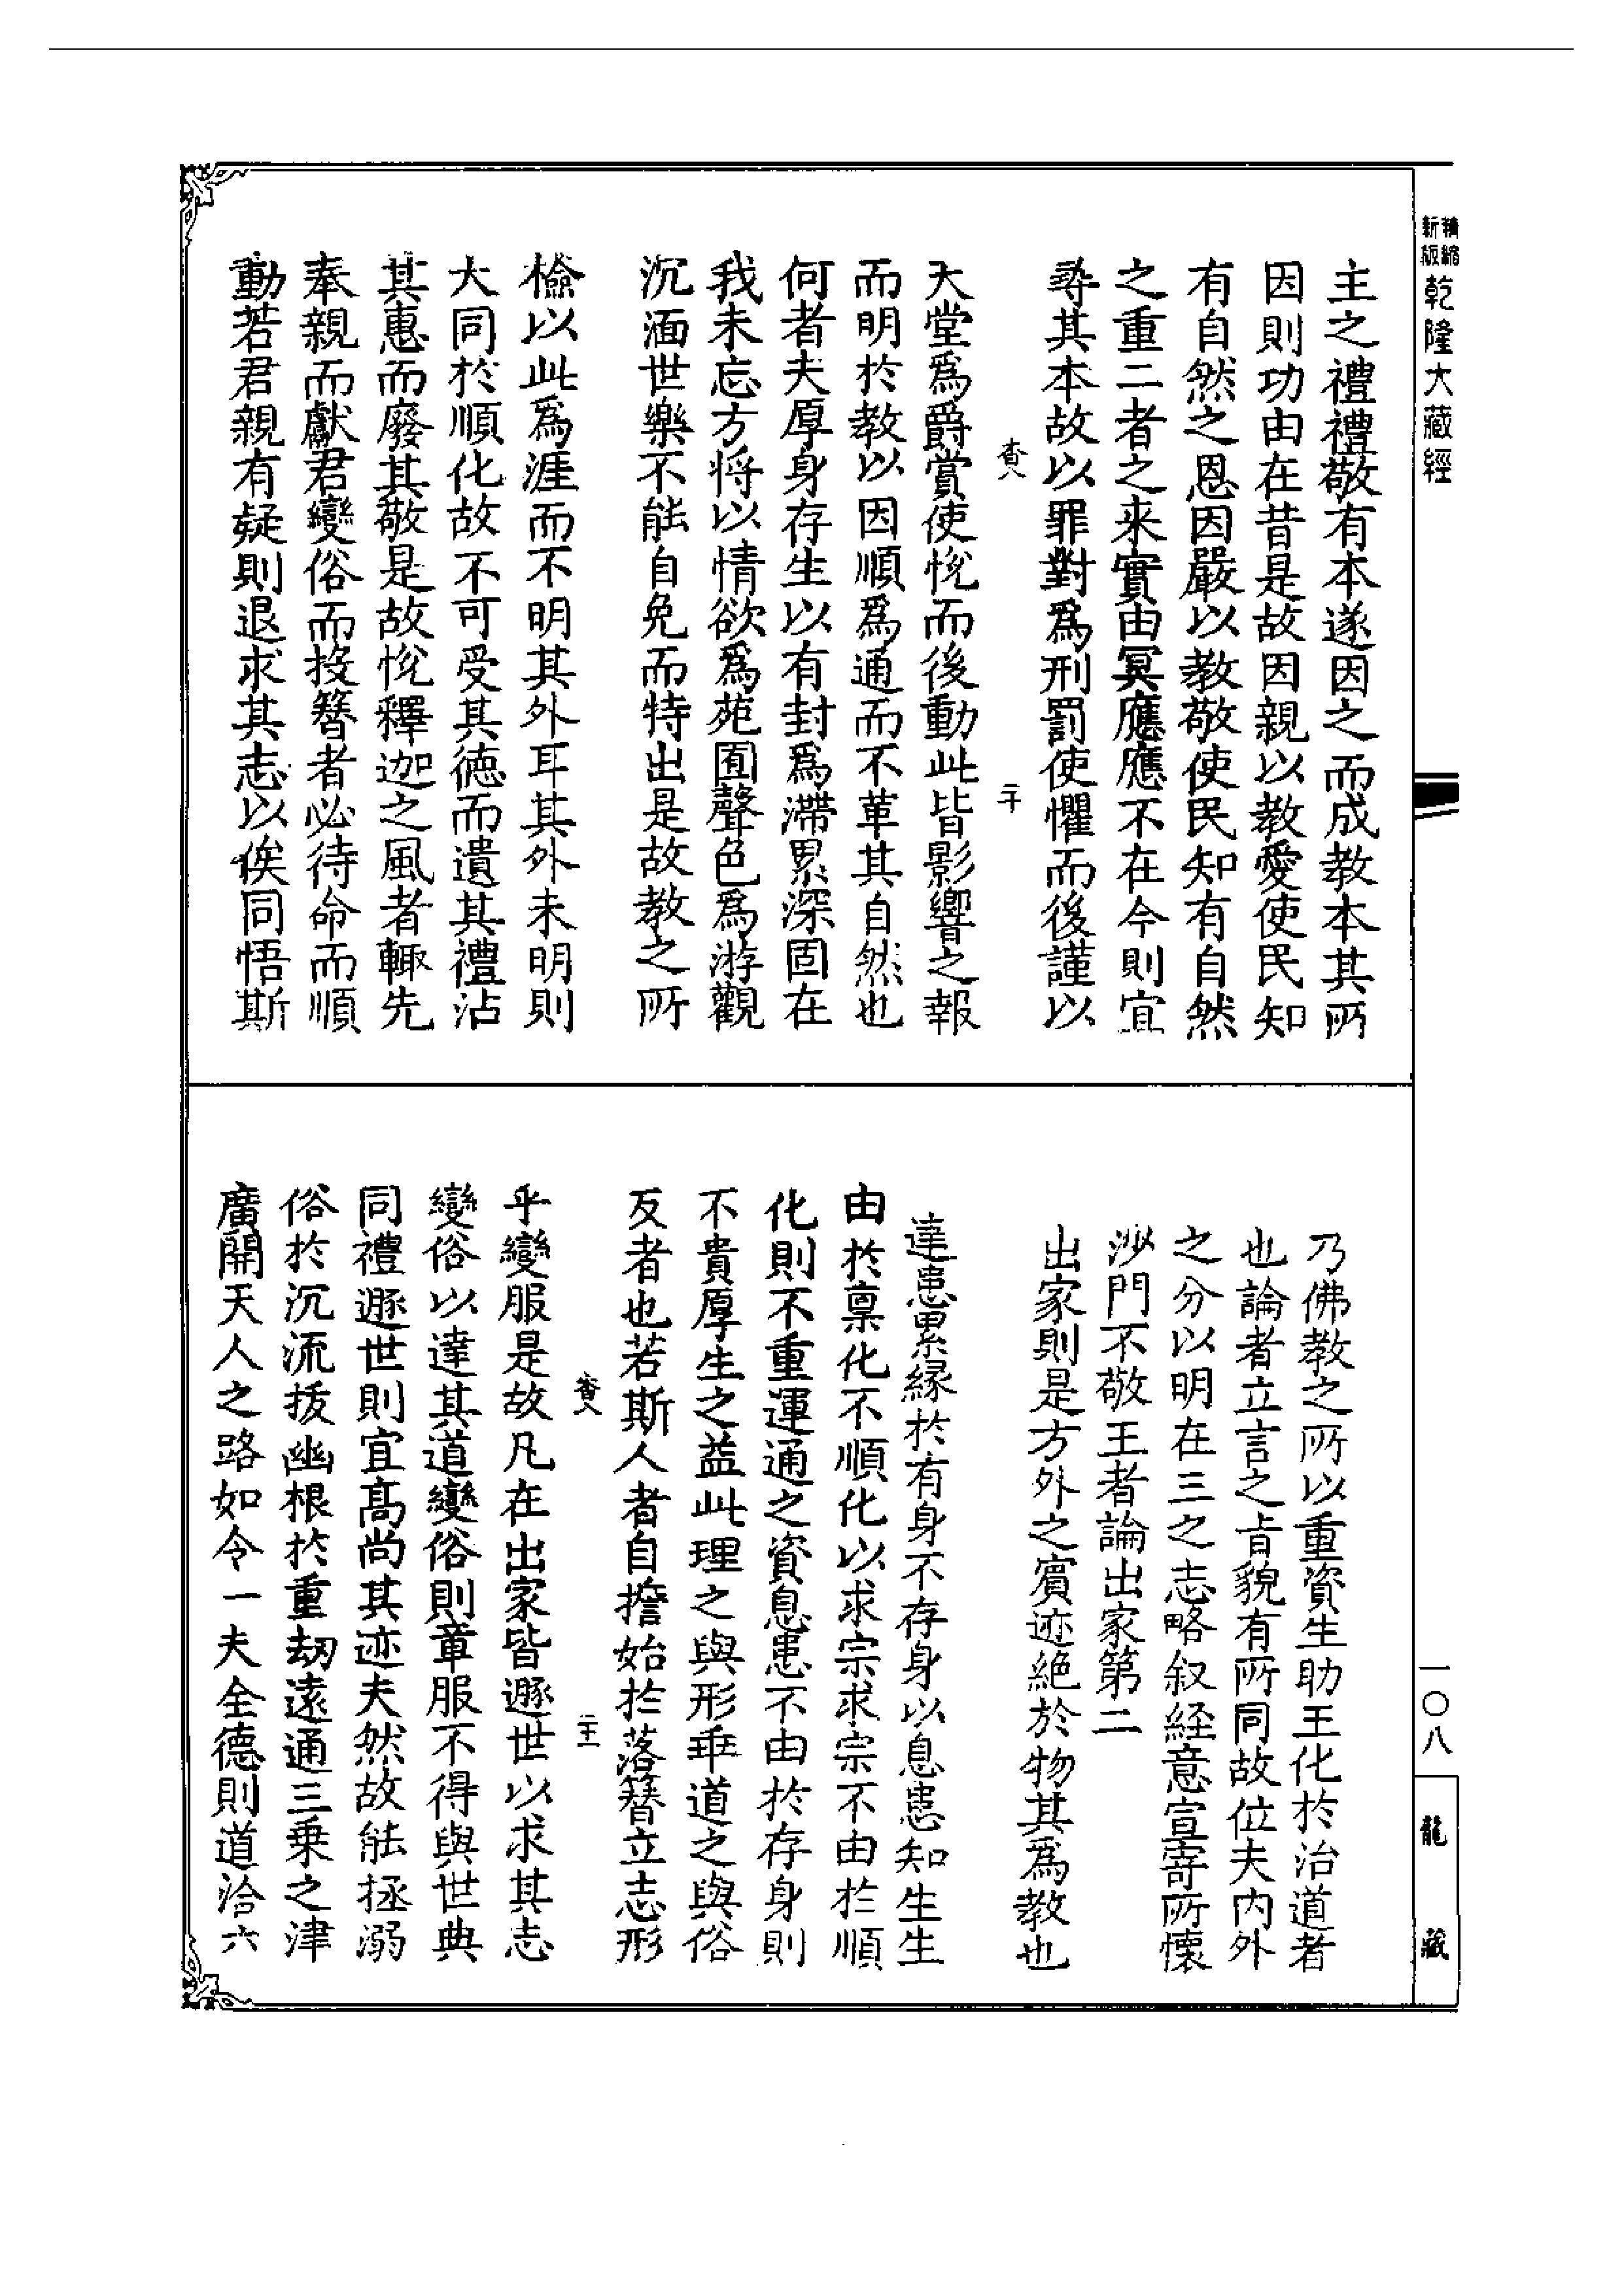 精縮新版乾隆大藏經
主之禮禮敬有本遂因之而成教本其所
因則功由在昔是故因親以教愛使民知
有自然之恩因嚴以教敬使民知有自然
之重二者之來實由冥應應不在今則宜
尋其本故以罪對爲刑罰使懼而後謹以
二十
天堂爲爵賞使悅而後動此皆影響之報
而明於教以因順爲通而不革其自然也
何者夫厚身存生以有封爲滯累深固在
我未忘方將以情欲爲苑囿聲色爲游觀
沉湎世樂不能自免而特出是故教之所
檢以此爲涯而不明其外耳其外未明則
大同於順化故不可受其德而遺其禮沾
其惠而廢其敬是故悅釋迦之風者輒先
奉親而獻君變俗而投簪者必待命而順
動若君親有疑則退求其志以俟同悟斯
乃佛教之所以重資生助王化於治道者
也論者立言之旨貌有所同故位夫内外
之分以明在三之志略叙経意宣寄所懷
沙門不敬王者論出家第二
出家則是方外之賓迹絶於物其爲教也
達患累縁於有身不存身以息患知生生
由於稟化不順化以求宗求宗不由於順
化則不重運通之資息患不由於存身則
不貴厚生之益此理之與形乖道之與俗
反者也若斯人者自擔始於落簪立志形
二十一
乎變服是故凡在出家皆遯世以求其志
變俗以達其道變俗則章服不得與世典
同禮遯世則宜髙尚其迹夫然故能拯溺
俗於沉流拔幽根於重劫遠通三乗之津
廣開天人之路如令一夫全德則道洽六
一〇八
龍藏